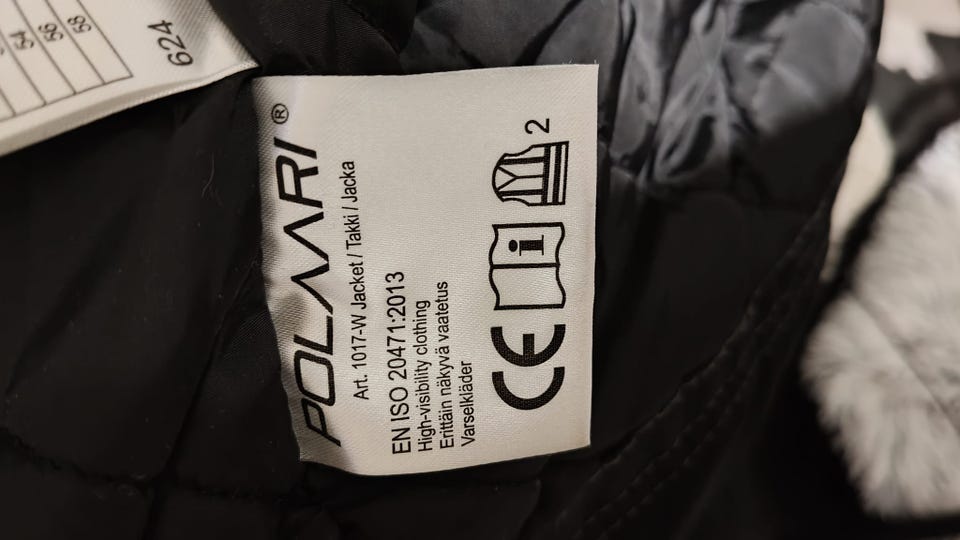 54
56
58
624
POLAARI®
Art. 1017-W Jacket / Takki / Jacka
EN ISO 20471:2013
High-visibility clothing
Erittäin näkyvä vaatetus
Varselkläder
CE
i
2